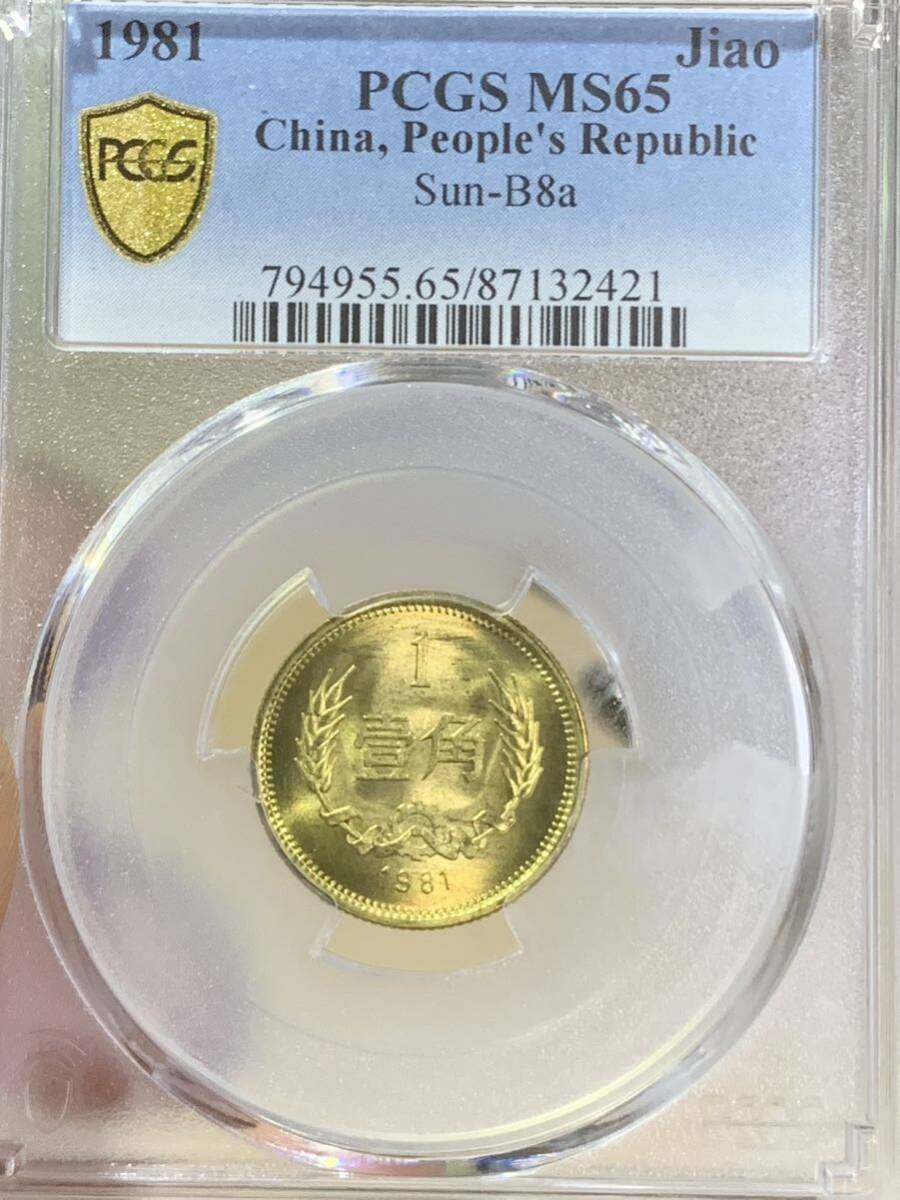 1981 Jiao
PCGS MS65
China, People's Republic
PCGS
Sun-B8a
794955.65/87132421
1
壹角
1981